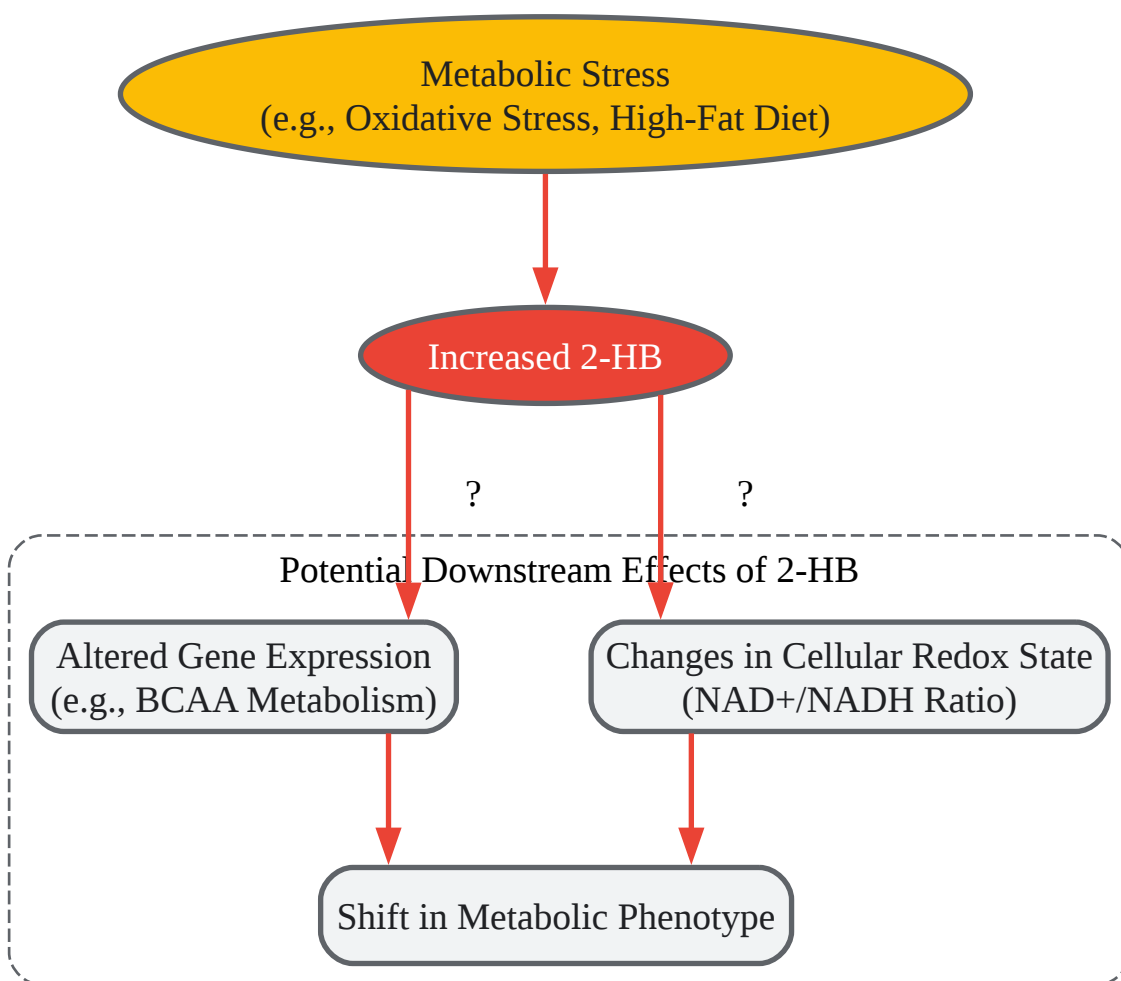 Metabolic Stress
(e.g., Oxidative Stress, High-Fat Diet)
Increased 2-HB
? ?
Potential Downstream Effects of 2-HB
Altered Gene Expression
(e.g., BCAA Metabolism)
Changes in Cellular Redox State
(NAD+/NADH Ratio)
Shift in Metabolic Phenotype